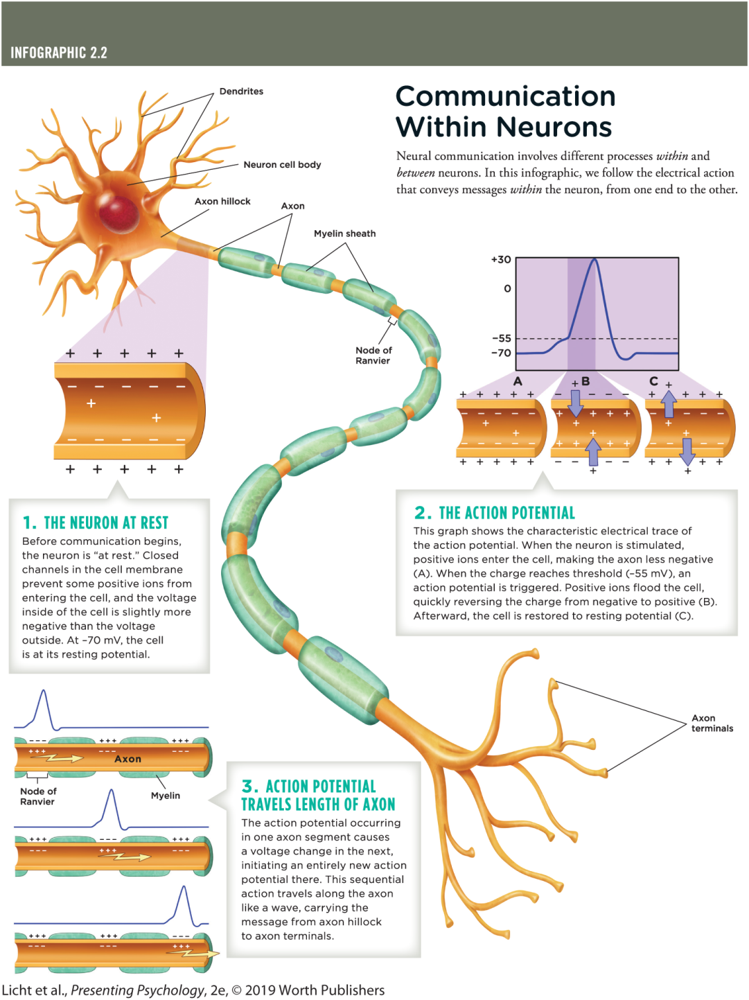 INFOGRAPHIC 2.2
Communication
Within Neurons
Neural communication involves different processes within and
between neurons. In this infographic, we follow the electrical action
that conveys messages within the neuron, from one end to the other.
Dendrites
Neuron cell body
Axon hillock
Axon
Myelin sheath
Node of
Ranvier
+ + + + +
– – – – –
+
+
– – – – –
+ + + + +
+30
0
–55
–70
A
B
C
+ + + + +
– – – – –
+
+
– – – – –
+ + + + +
+
– – – –
+ + + + +
+
+
+ + + + +
– – – –
+
+
+ + + +
– – – – –
+
+
– – – – –
+ + + +
+
1. THE NEURON AT REST
Before communication begins,
the neuron is “at rest.” Closed
channels in the cell membrane
prevent some positive ions from
entering the cell, and the voltage
inside of the cell is slightly more
negative than the voltage
outside. At –70 mV, the cell
is at its resting potential.
2. THE ACTION POTENTIAL
This graph shows the characteristic electrical trace of
the action potential. When the neuron is stimulated,
positive ions enter the cell, making the axon less negative
(A). When the charge reaches threshold (–55 mV), an
action potential is triggered. Positive ions flood the cell,
quickly reversing the charge from negative to positive (B).
Afterward, the cell is restored to resting potential (C).
Axon
terminals
– – – +++ +++
+++ – – – – – –
Axon
Node of
Ranvier
Myelin
+++ – – – +++
– – – +++ – – –
+++ +++ – – –
– – – – – – +++
3. ACTION POTENTIAL
TRAVELS LENGTH OF AXON
The action potential occurring
in one axon segment causes
a voltage change in the next,
initiating an entirely new action
potential there. This sequential
action travels along the axon
like a wave, carrying the
message from axon hillock
to axon terminals.
Licht et al., Presenting Psychology, 2e, © 2019 Worth Publishers